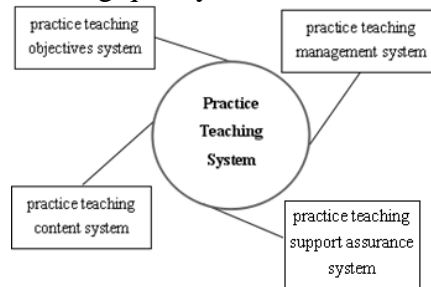 practice teaching
objectives system
practice teaching
management system
Practice
Teaching
System
practice teaching
content system
practice teaching
support assurance
system